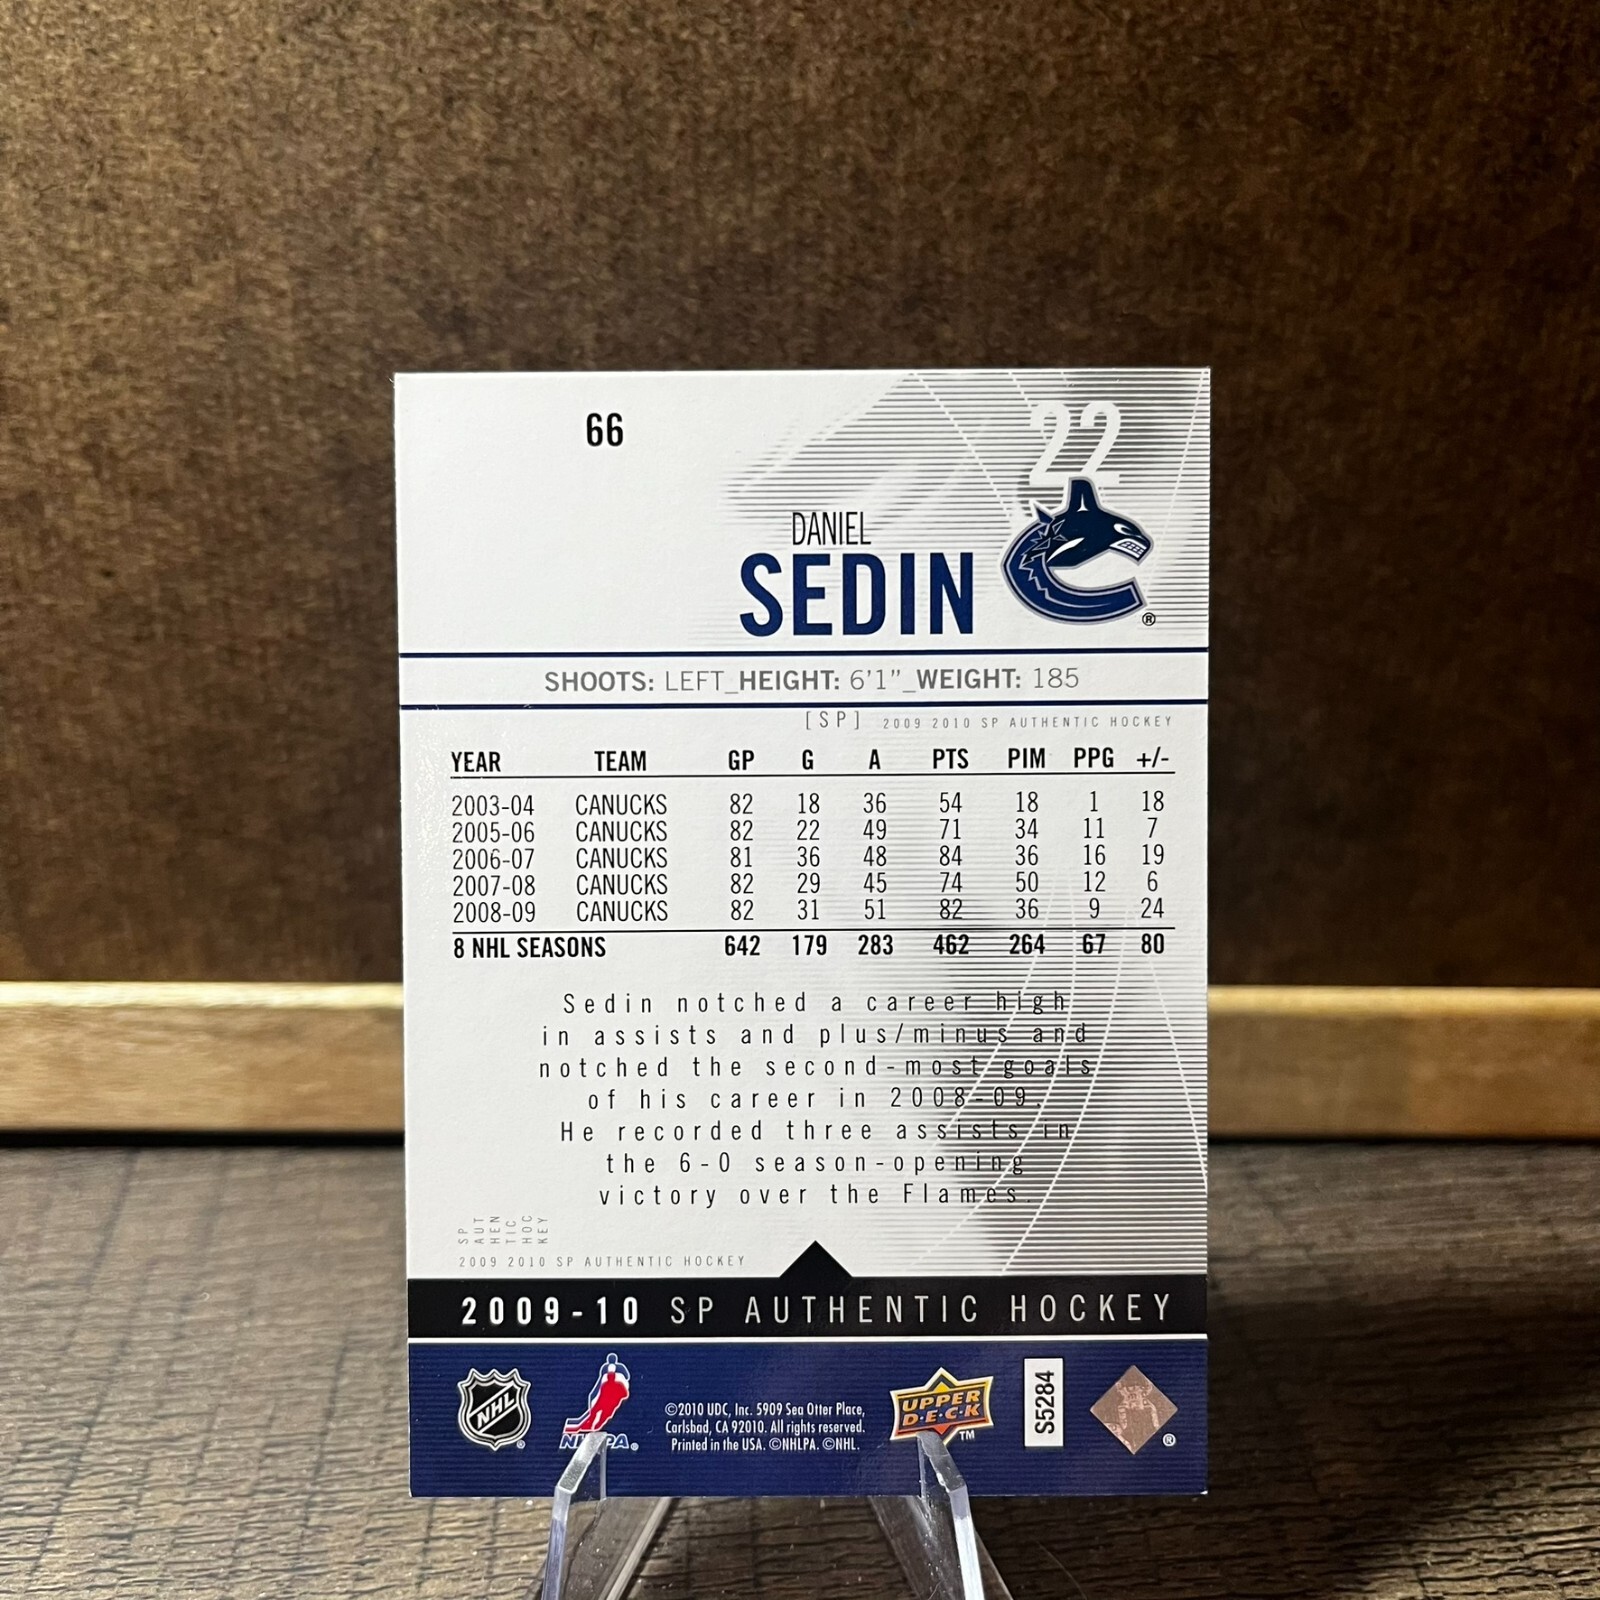 66
22
DANIEL
SEDIN
®
SHOOTS: LEFT_HEIGHT: 6'1"_WEIGHT: 185
[SP] 2009 2010 SP AUTHENTIC HOCKEY
YEAR TEAM GP G A PTS PIM PPG +/-
2003-04 CANUCKS 82 18 36 54 18 1 18
2005-06 CANUCKS 82 22 49 71 34 11 7
2006-07 CANUCKS 81 36 48 84 36 16 19
2007-08 CANUCKS 82 29 45 74 50 12 6
2008-09 CANUCKS 82 31 51 82 36 9 24
8 NHL SEASONS 642 179 283 462 264 67 80
Sedin notched a career high
in assists and plus/minus and
notched the second-most goals
of his career in 2008-09.
He recorded three assists in
the 6-0 season-opening
victory over the Flames.
SP
AUT
HEN
TIC
HOC
KEY
2009 2010 SP AUTHENTIC HOCKEY
2009-10 SP AUTHENTIC HOCKEY
NHL ®
NHLPA ®
©2010 UDC, Inc. 5909 Sea Otter Place,
Carlsbad, CA 92010. All rights reserved.
Printed in the USA. ©NHLPA. ©NHL.
UPPER
D·E·C·K
TM
S5284
®